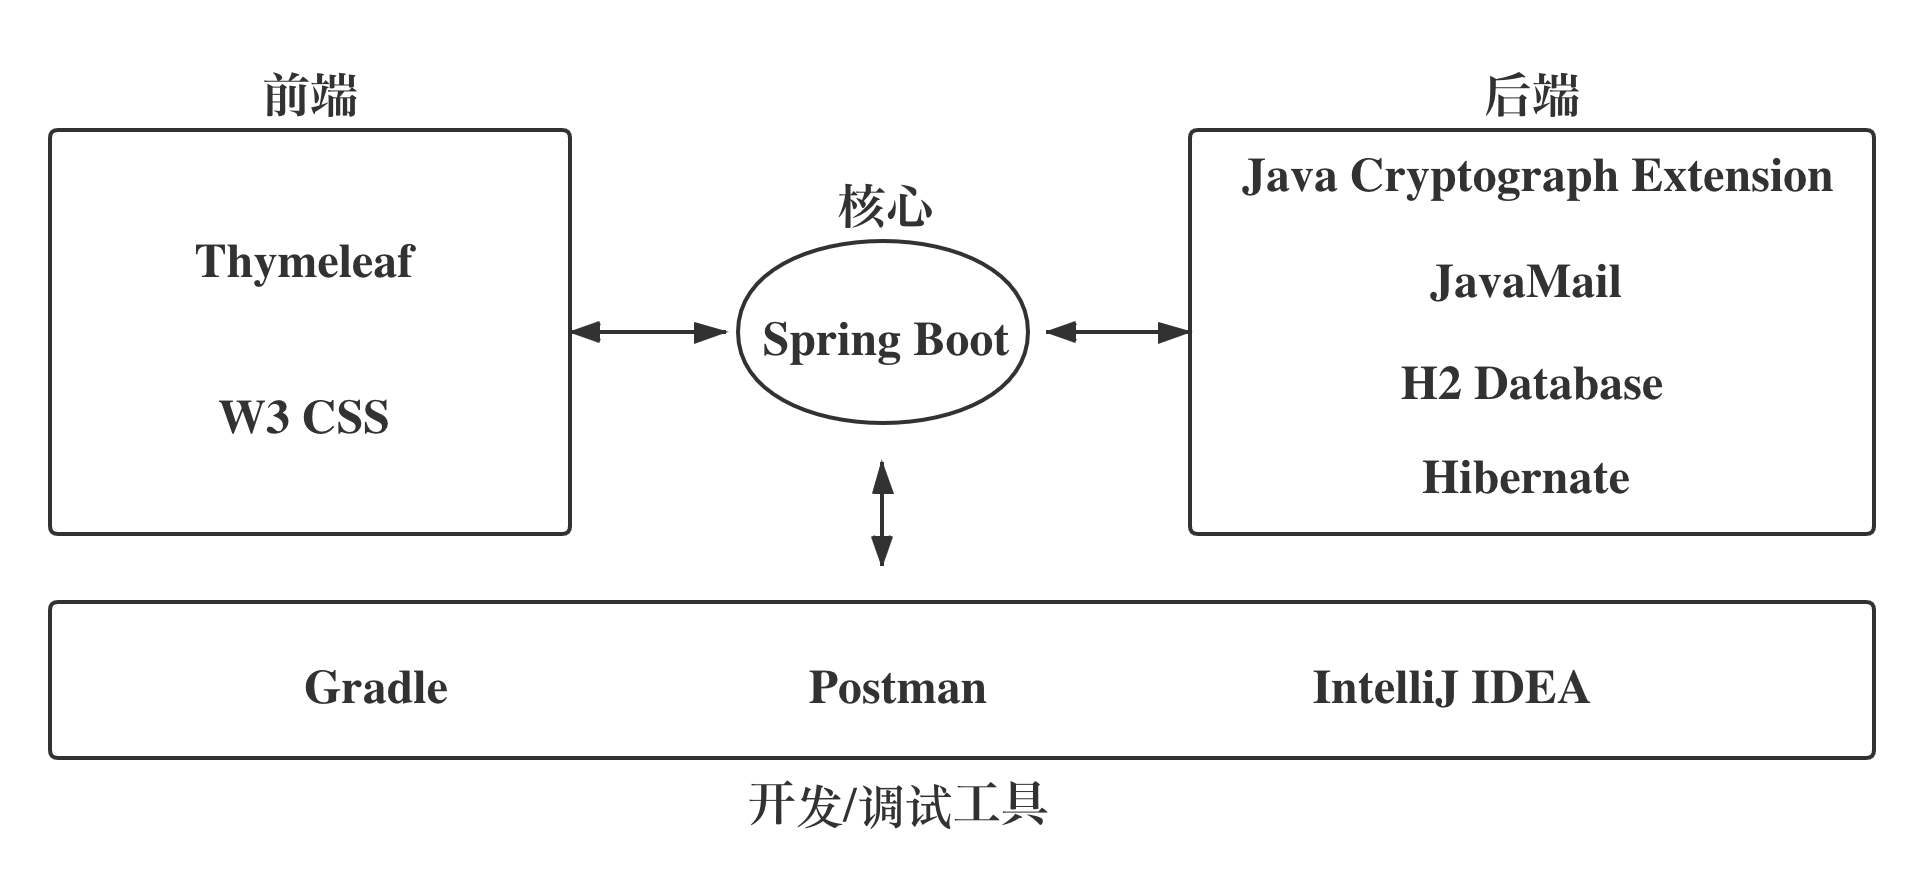 前端
Thymeleaf
W3 CSS
核心
Spring Boot
后端
Java Cryptograph Extension
JavaMail
H2 Database
Hibernate
Gradle
Postman
IntelliJ IDEA
开发/调试工具